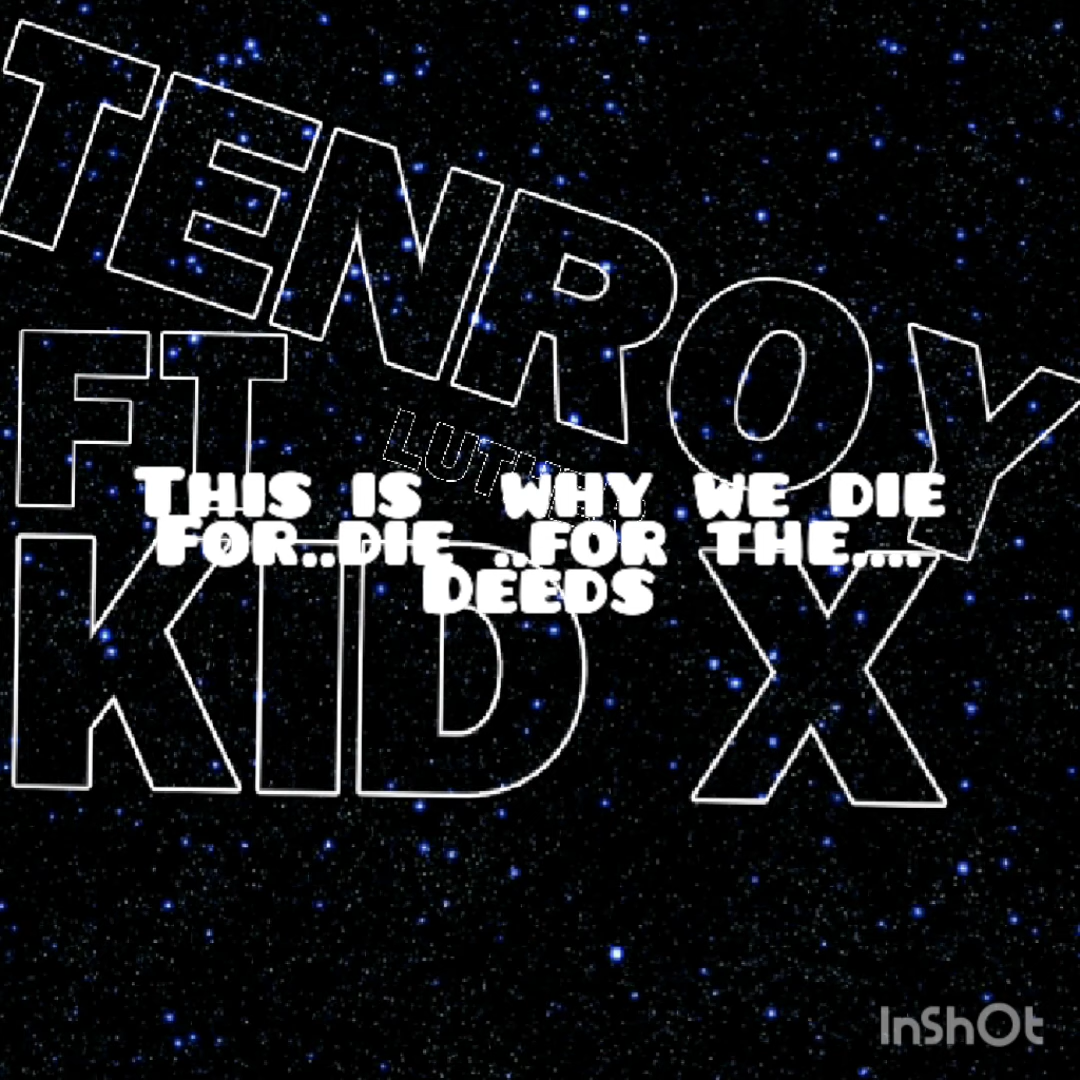 TENROY
FT
KID X
This is why we die
for..die ..for the....
Deeds
InShOt